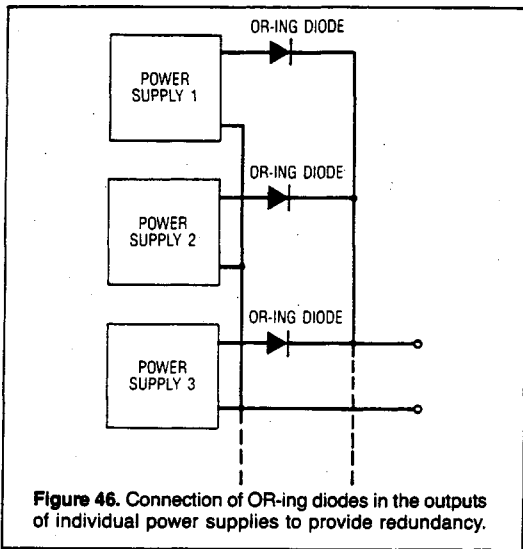 OR-ING DIODE
POWER
SUPPLY 1
OR-ING DIODE
POWER
SUPPLY 2
OR-ING DIODE
POWER
SUPPLY 3
Figure 46. Connection of OR-ing diodes in the outputs
of individual power supplies to provide redundancy.